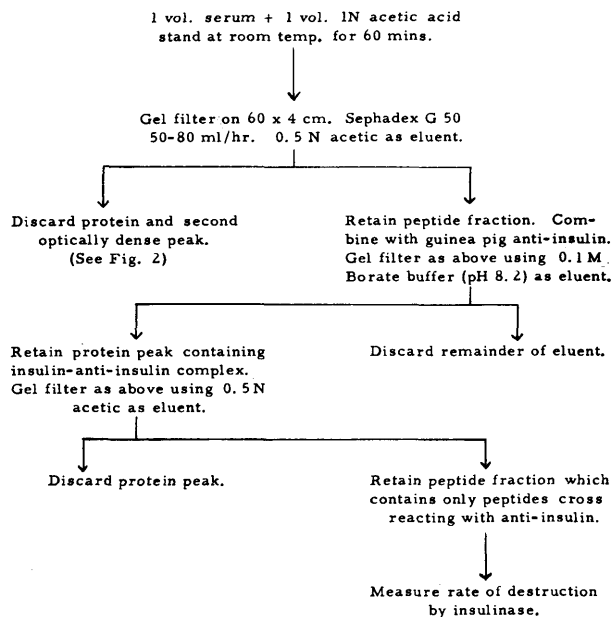 1 vol. serum + 1 vol. 1N acetic acid
stand at room temp. for 60 mins.
Gel filter on 60 x 4 cm. Sephadex G 50
50-80 ml/hr. 0.5 N acetic as eluent.
Discard protein and second
optically dense peak.
(See Fig. 2)
Retain peptide fraction. Com-
bine with guinea pig anti-insulin.
Gel filter as above using 0.1 M
Borate buffer (pH 8.2) as eluent.
Retain protein peak containing
insulin-anti-insulin complex.
Gel filter as above using 0.5N
acetic as eluent.
Discard remainder of eluent.
Discard protein peak.
Retain peptide fraction which
contains only peptides cross
reacting with anti-insulin.
Measure rate of destruction
by insulinase.